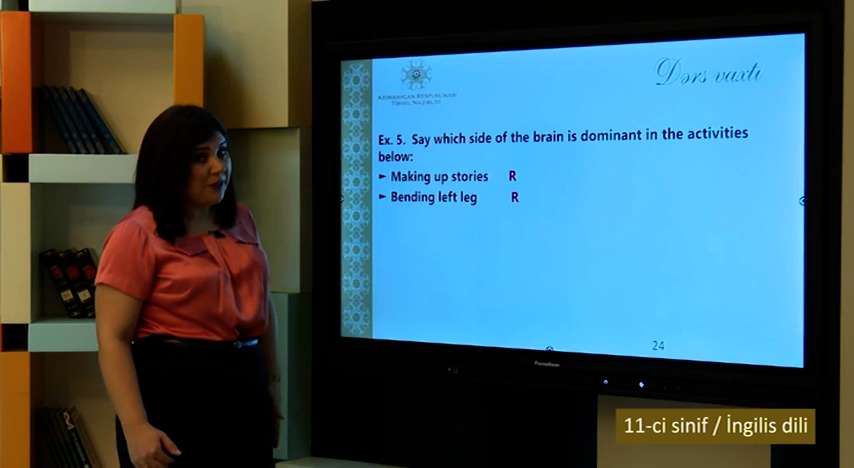 Dərs vaxtı
AZƏRBAYCAN RESPUBLİKASI
TƏHSİL NAZİRLİYİ
Ex. 5. Say which side of the brain is dominant in the activities
below:
► Making up stories R
► Bending left leg R
24
Promethean
11-ci sinif / İngilis dili